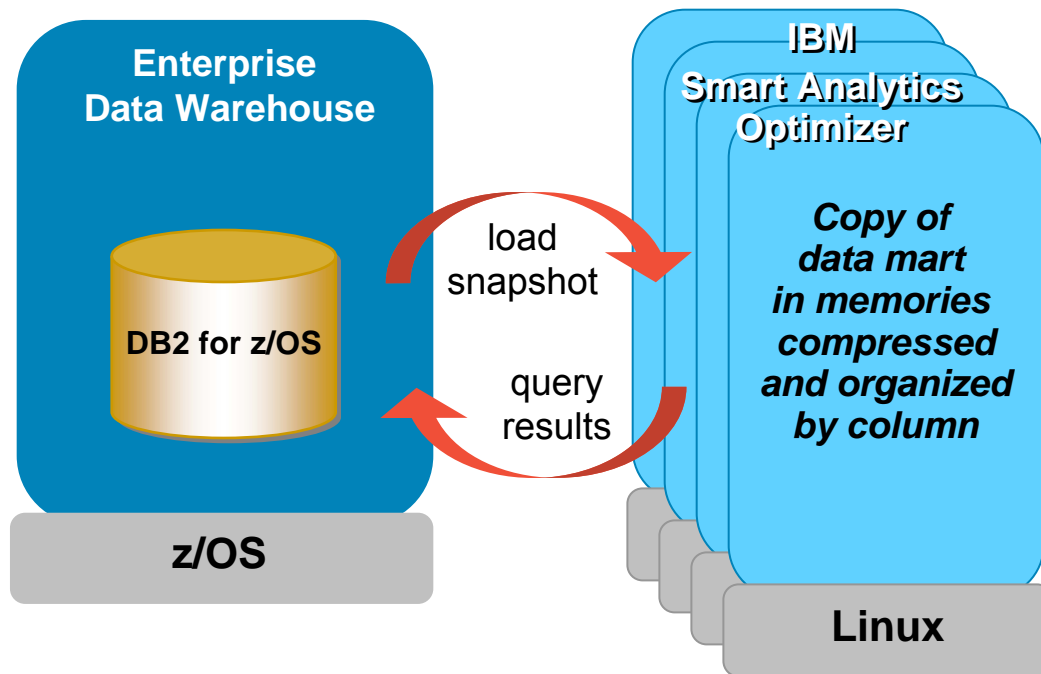 Enterprise
Data Warehouse
DB2 for z/OS
z/OS
load
snapshot
query
results
IBM
Smart Analytics
Optimizer
Copy of
data mart
in memories
compressed
and organized
by column
Linux